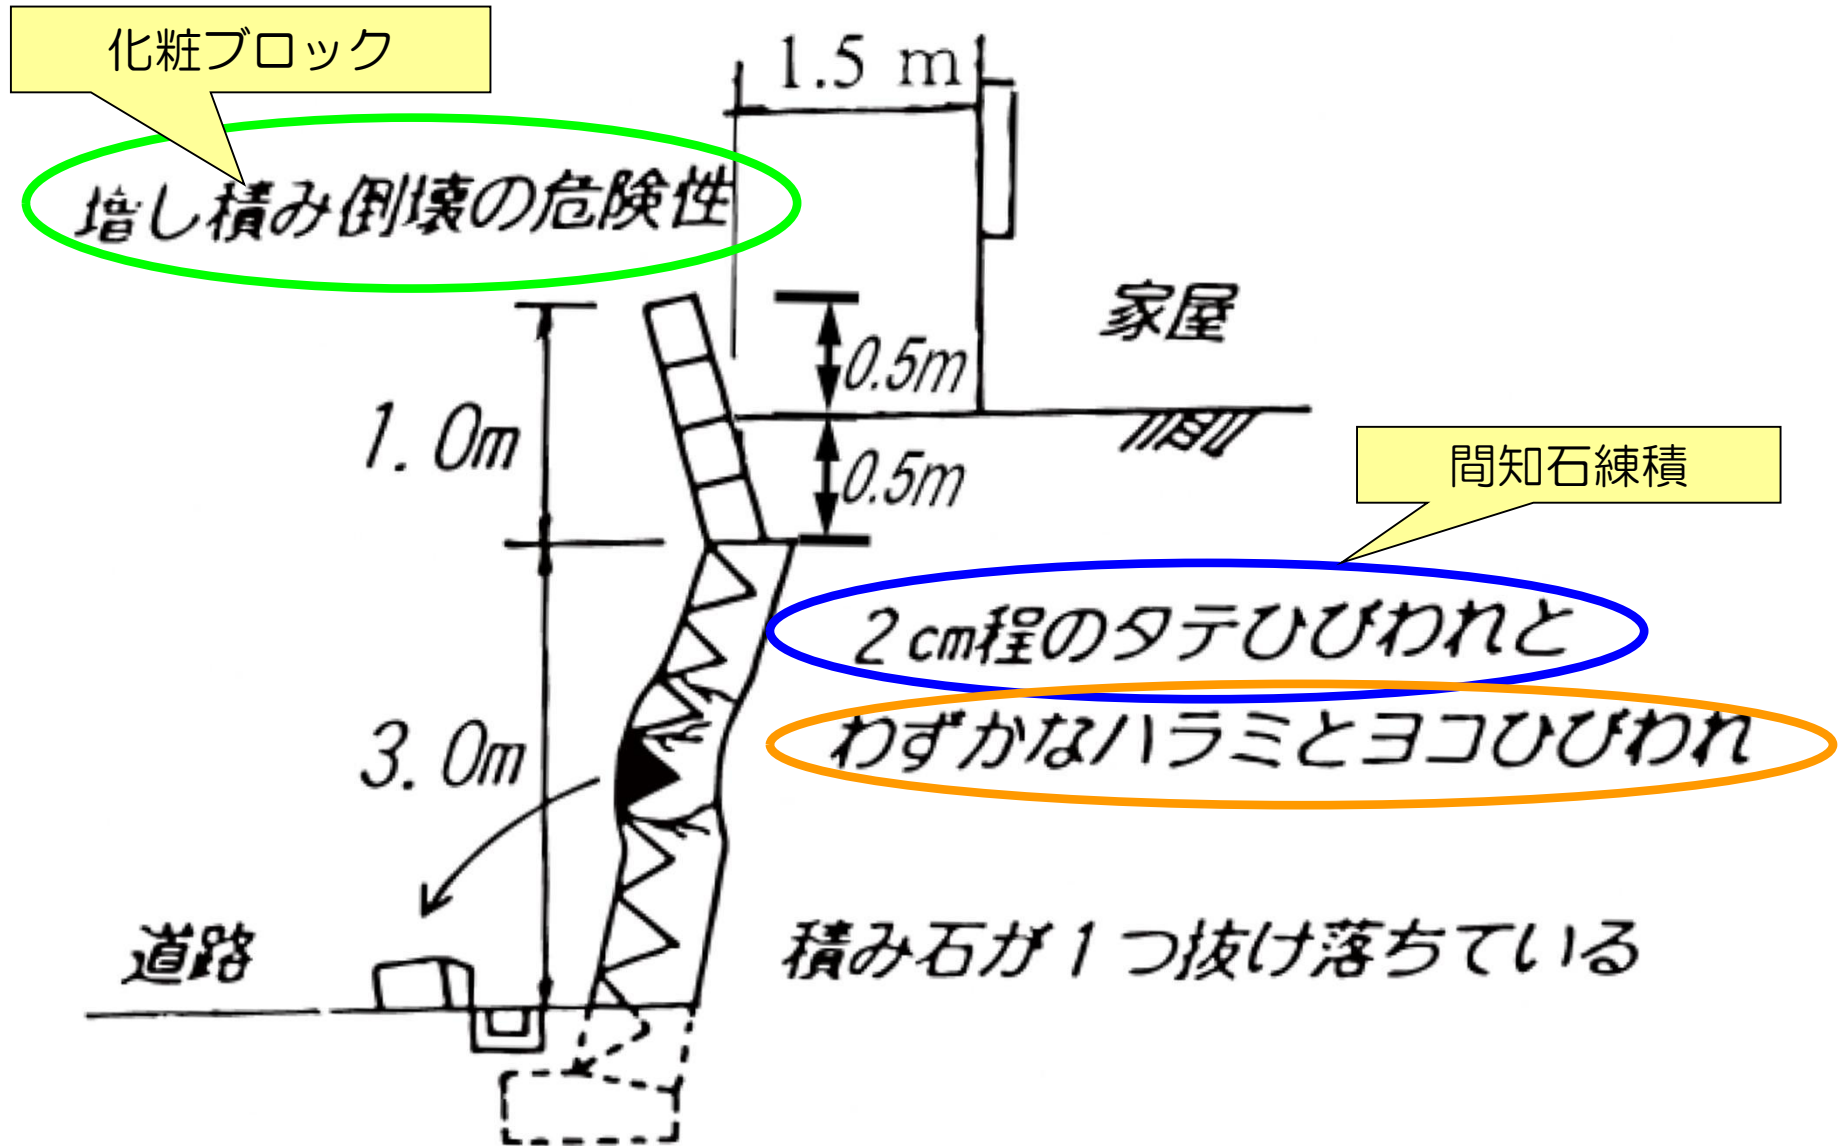 化粧ブロック
1.5 m
増し積み倒壊の危険性
家屋
0.5m
1.0m
0.5m
間知石練積
2cm程のタテひびわれと
わずかなハラミとヨコひびわれ
3.0m
道路
積み石が1つ抜け落ちている